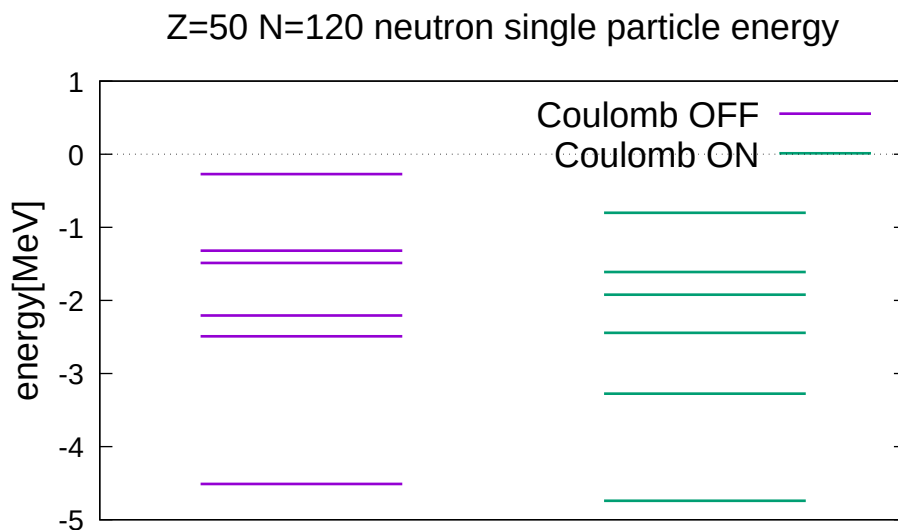 Z=50 N=120 neutron single particle energy
1
Coulomb OFF
0
Coulomb ON
-1
energy[MeV]
-2
-3
-4
-5